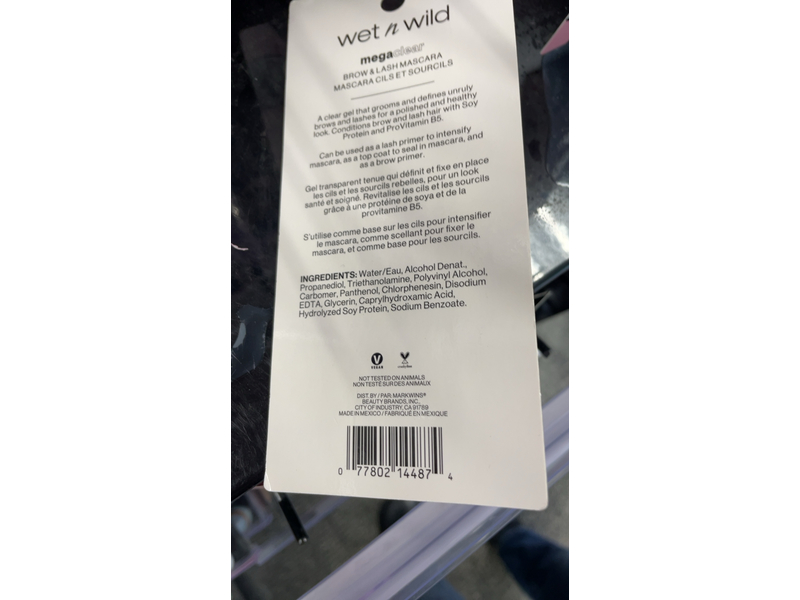 wet n wild
megaclear
BROW & LASH MASCARA
MASCARA CILS ET SOURCILS
A clear gel that grooms and defines unruly
brows and lashes for a polished and healthy
look. Conditions brow and lash hair with Soy
Protein and ProVitamin B5.
Can be used as a lash primer to intensify
mascara, as a top coat to seal in mascara, and
as a brow primer.
Gel transparent tenue qui définit et fixe en place
les cils et les sourcils rebelles, pour un look
santé et soigné. Revitalise les cils et les sourcils
grâce à une protéine de soya et de la
provitamine B5.
S'utilise comme base sur les cils pour intensifier
le mascara, comme scellant pour fixer le
mascara, et comme base pour les sourcils.
INGREDIENTS: Water/Eau, Alcohol Denat.,
Propanediol, Triethanolamine, Polyvinyl Alcohol,
Carbomer, Panthenol, Chlorphenesin, Disodium
EDTA, Glycerin, Caprylhydroxamic Acid,
Hydrolyzed Soy Protein, Sodium Benzoate.
V
VEGAN
NOT TESTED ON ANIMALS
NON TESTÉ SUR DES ANIMAUX
DIST. BY / PAR: MARKWINS®
BEAUTY BRANDS, INC.
CITY OF INDUSTRY, CA 91789
MADE IN MEXICO / FABRIQUÉ EN MEXIQUE
0 77802 14487 4